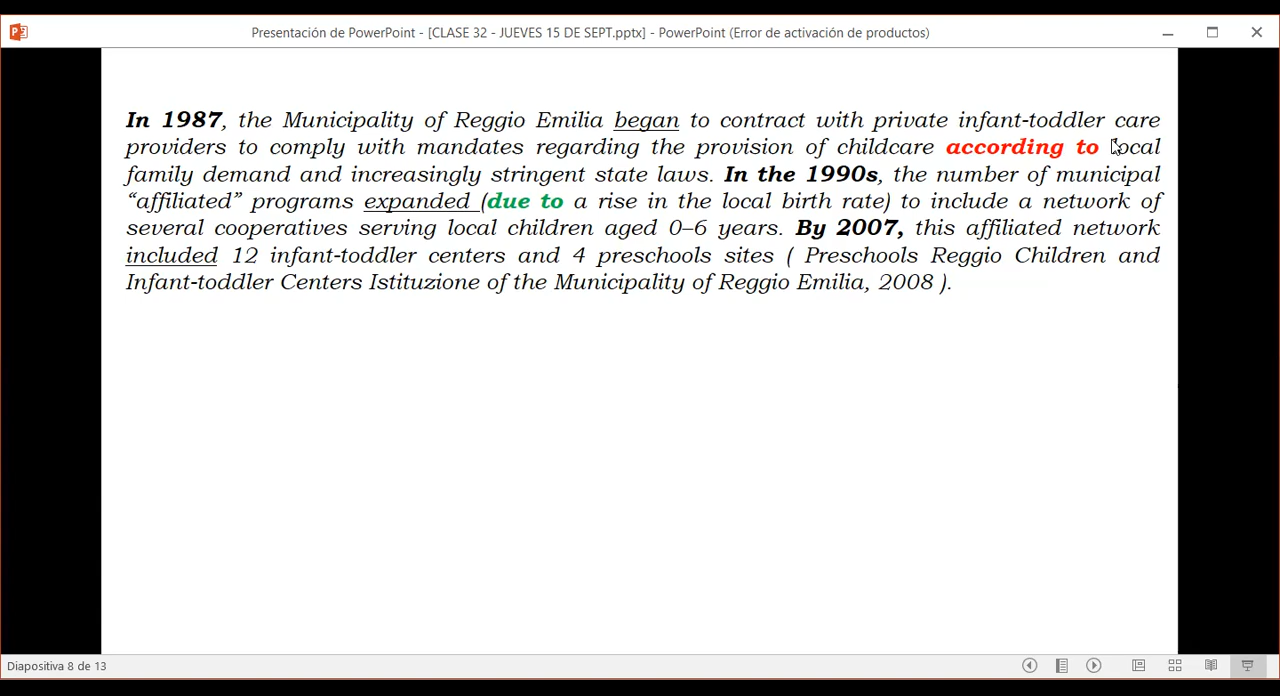 Presentación de PowerPoint - [CLASE 32 - JUEVES 15 DE SEPT.pptx] - PowerPoint (Error de activación de productos)
In 1987, the Municipality of Reggio Emilia began to contract with private infant-toddler care
providers to comply with mandates regarding the provision of childcare according to local
family demand and increasingly stringent state laws. In the 1990s, the number of municipal
“affiliated” programs expanded (due to a rise in the local birth rate) to include a network of
several cooperatives serving local children aged 0–6 years. By 2007, this affiliated network
included 12 infant-toddler centers and 4 preschools sites ( Preschools Reggio Children and
Infant-toddler Centers Istituzione of the Municipality of Reggio Emilia, 2008 ).
Diapositiva 8 de 13